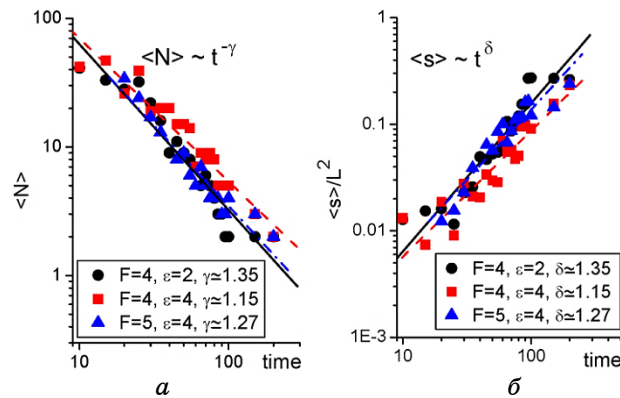 100
10
1
<N>
<N> ~ t^-γ
F=4, ε=2, γ≃1.35
F=4, ε=4, γ≃1.15
F=5, ε=4, γ≃1.27
10
100
time
а
1
0.1
0.01
1E-3
<s>/L²
<s> ~ t^δ
F=4, ε=2, δ≃1.35
F=4, ε=4, δ≃1.15
F=5, ε=4, δ≃1.27
10
100
time
б